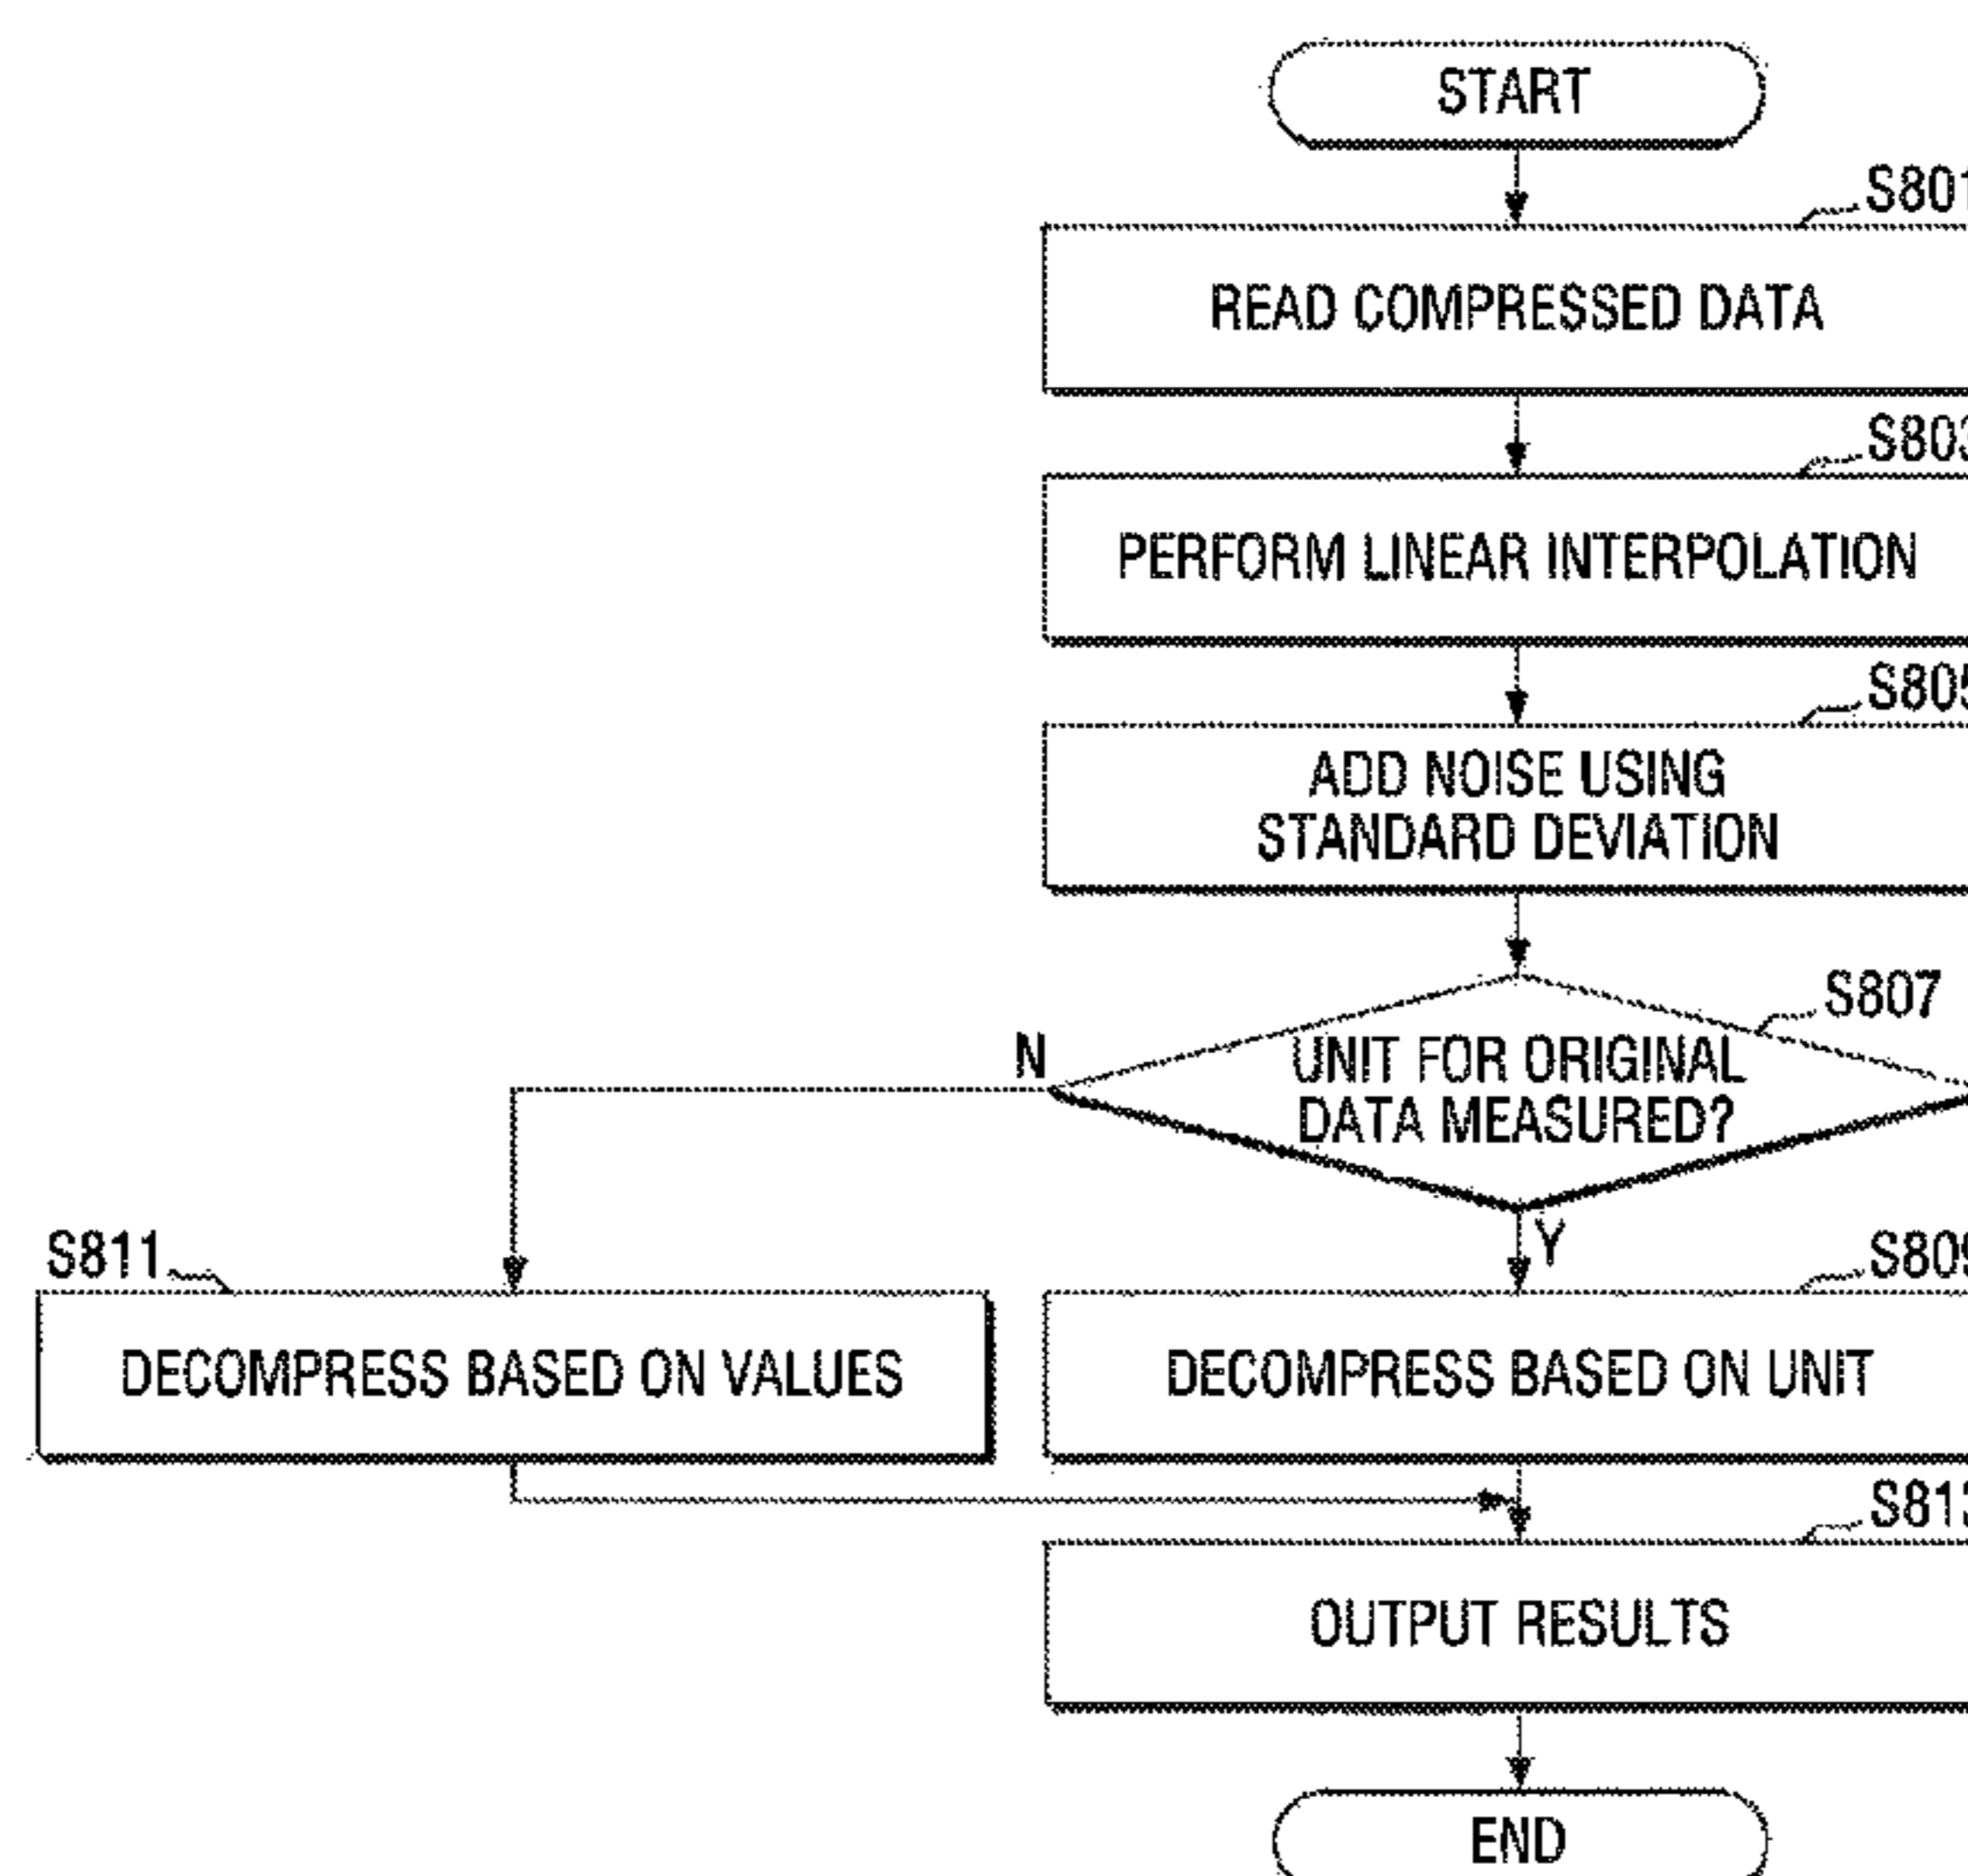 START
S801
READ COMPRESSED DATA
S803
PERFORM LINEAR INTERPOLATION
S805
ADD NOISE USING
STANDARD DEVIATION
S807
N
UNIT FOR ORIGINAL
DATA MEASURED?
Y
S811
S809
DECOMPRESS BASED ON VALUES
DECOMPRESS BASED ON UNIT
S813
OUTPUT RESULTS
END